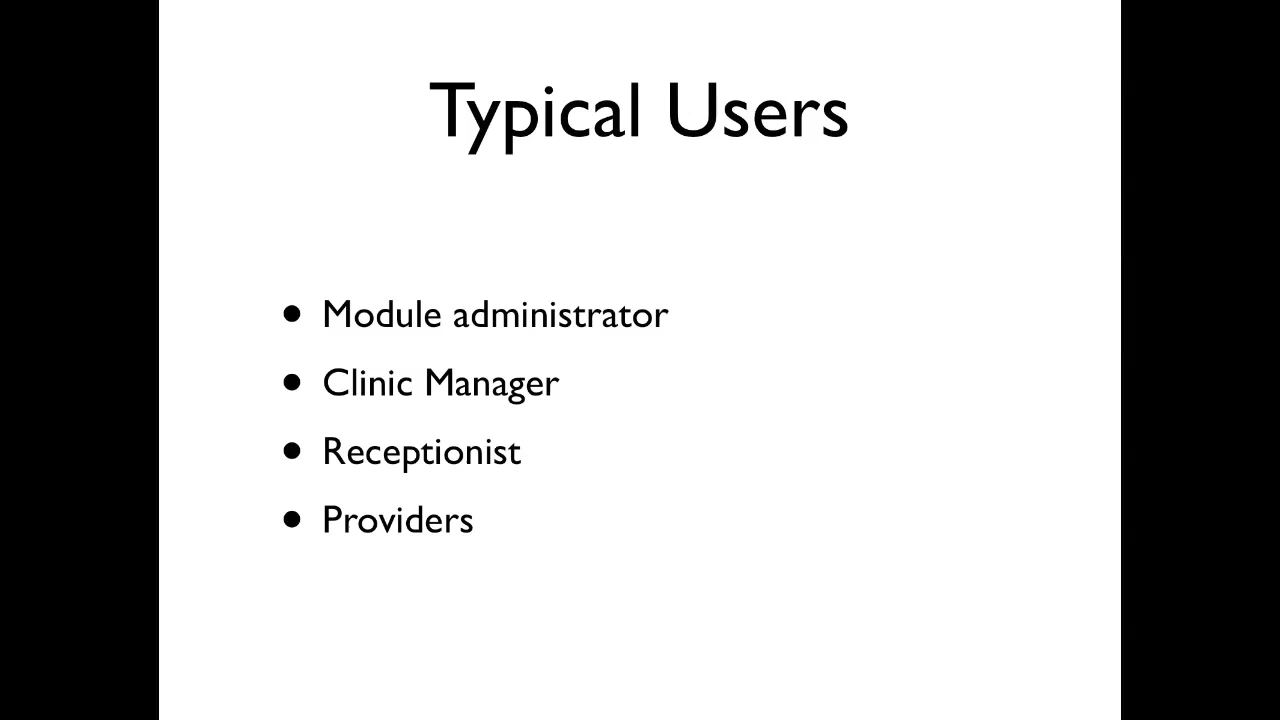 Typical Users
• Module administrator
• Clinic Manager
• Receptionist
• Providers